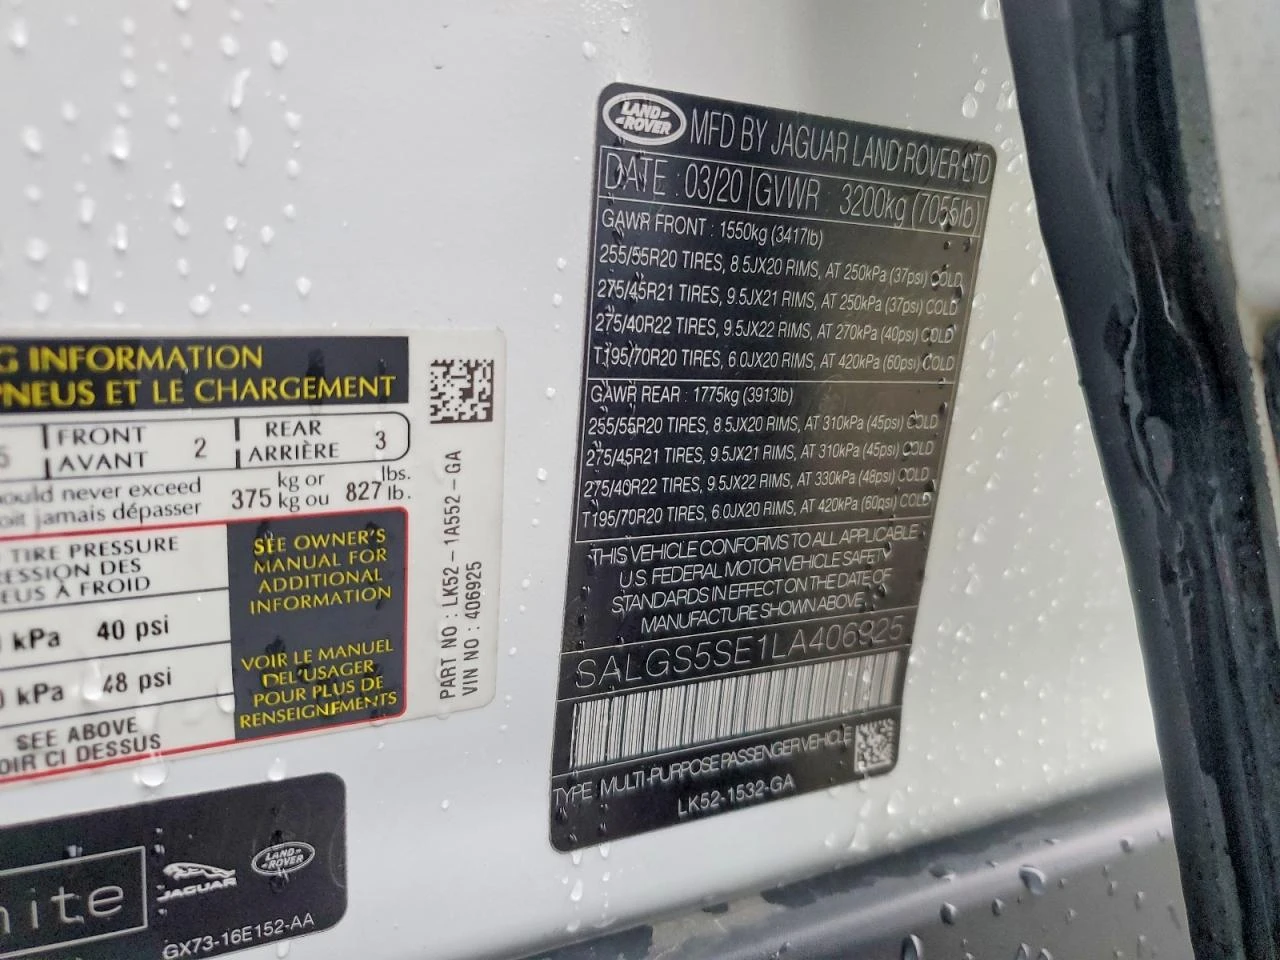 G INFORMATION
PNEUS ET LE CHARGEMENT
5 FRONT AVANT 2 REAR ARRIÈRE 3
ould never exceed
oit jamais dépasser 375 kg or kg ou 827 lbs. lb.
TIRE PRESSURE
ESSION DES
EUS À FROID
kPa 40 psi
0 kPa 48 psi
SEE ABOVE
OIR CI DESSUS
SEE OWNER'S
MANUAL FOR
ADDITIONAL
INFORMATION
VOIR LE MANUEL
DE L'USAGER
POUR PLUS DE
RENSEIGNEMENTS
PART NO : LK52 - 1A552 - GA
VIN NO : 406925
hite
JAGUAR
LAND ROVER
GX73-16E152-AA
LAND ROVER
MFD BY JAGUAR LAND ROVER LTD
DATE 03/20 GVWR 3200kg (7055lb)
GAWR FRONT : 1550kg (3417lb)
255/55R20 TIRES, 8.5JX20 RIMS, AT 250kPa (37psi) COLD
275/45R21 TIRES, 9.5JX21 RIMS, AT 250kPa (37psi) COLD
275/40R22 TIRES, 9.5JX22 RIMS, AT 270kPa (40psi) COLD
T195/70R20 TIRES, 6.0JX20 RIMS, AT 420kPa (60psi) COLD
GAWR REAR : 1775kg (3913lb)
255/55R20 TIRES, 8.5JX20 RIMS, AT 310kPa (45psi) COLD
275/45R21 TIRES, 9.5JX21 RIMS, AT 310kPa (45psi) COLD
275/40R22 TIRES, 9.5JX22 RIMS, AT 330kPa (48psi) COLD
T195/70R20 TIRES, 6.0JX20 RIMS, AT 420kPa (60psi) COLD
THIS VEHICLE CONFORMS TO ALL APPLICABLE
U.S. FEDERAL MOTOR VEHICLE SAFETY
STANDARDS IN EFFECT ON THE DATE OF
MANUFACTURE SHOWN ABOVE
SALGS5SE1LA406925
TYPE MULTI-PURPOSE PASSENGER VEHICLE
LK52-1532-GA